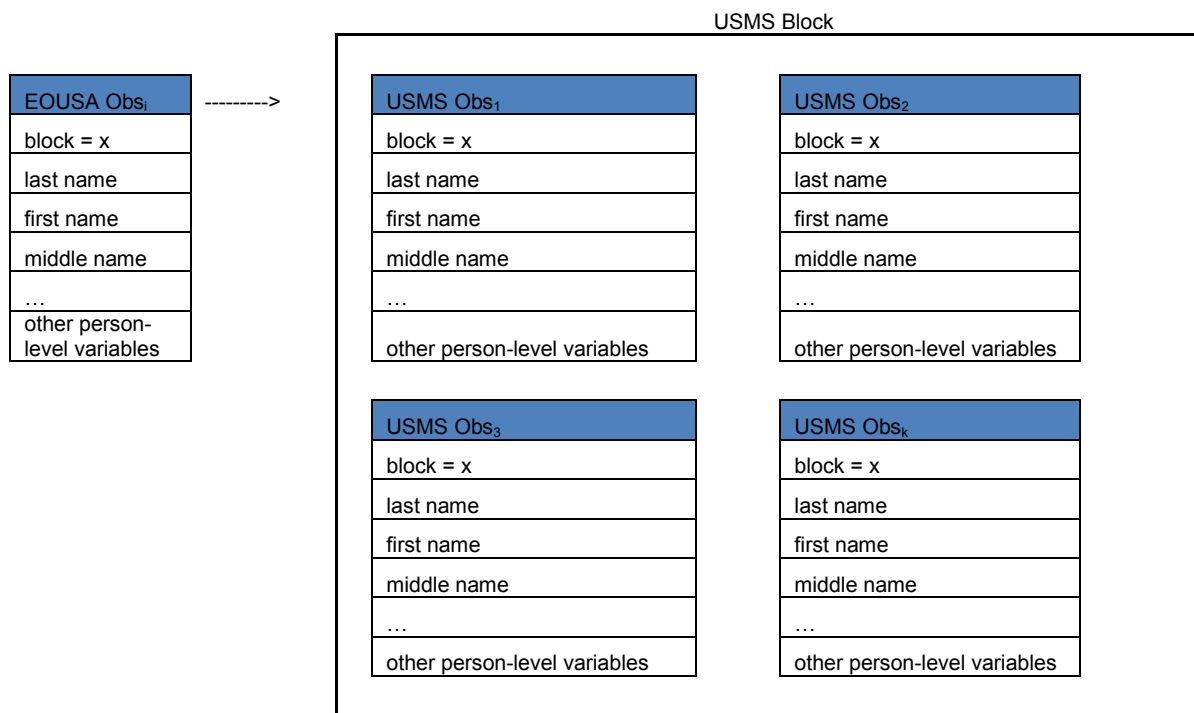 USMS Block
EOUSA Obsᵢ
block = x
last name
first name
middle name
…
other person-
level variables
--------->
USMS Obs₁
block = x
last name
first name
middle name
…
other person-level variables
USMS Obs₂
block = x
last name
first name
middle name
…
other person-level variables
USMS Obs₃
block = x
last name
first name
middle name
…
other person-level variables
USMS Obsₖ
block = x
last name
first name
middle name
…
other person-level variables